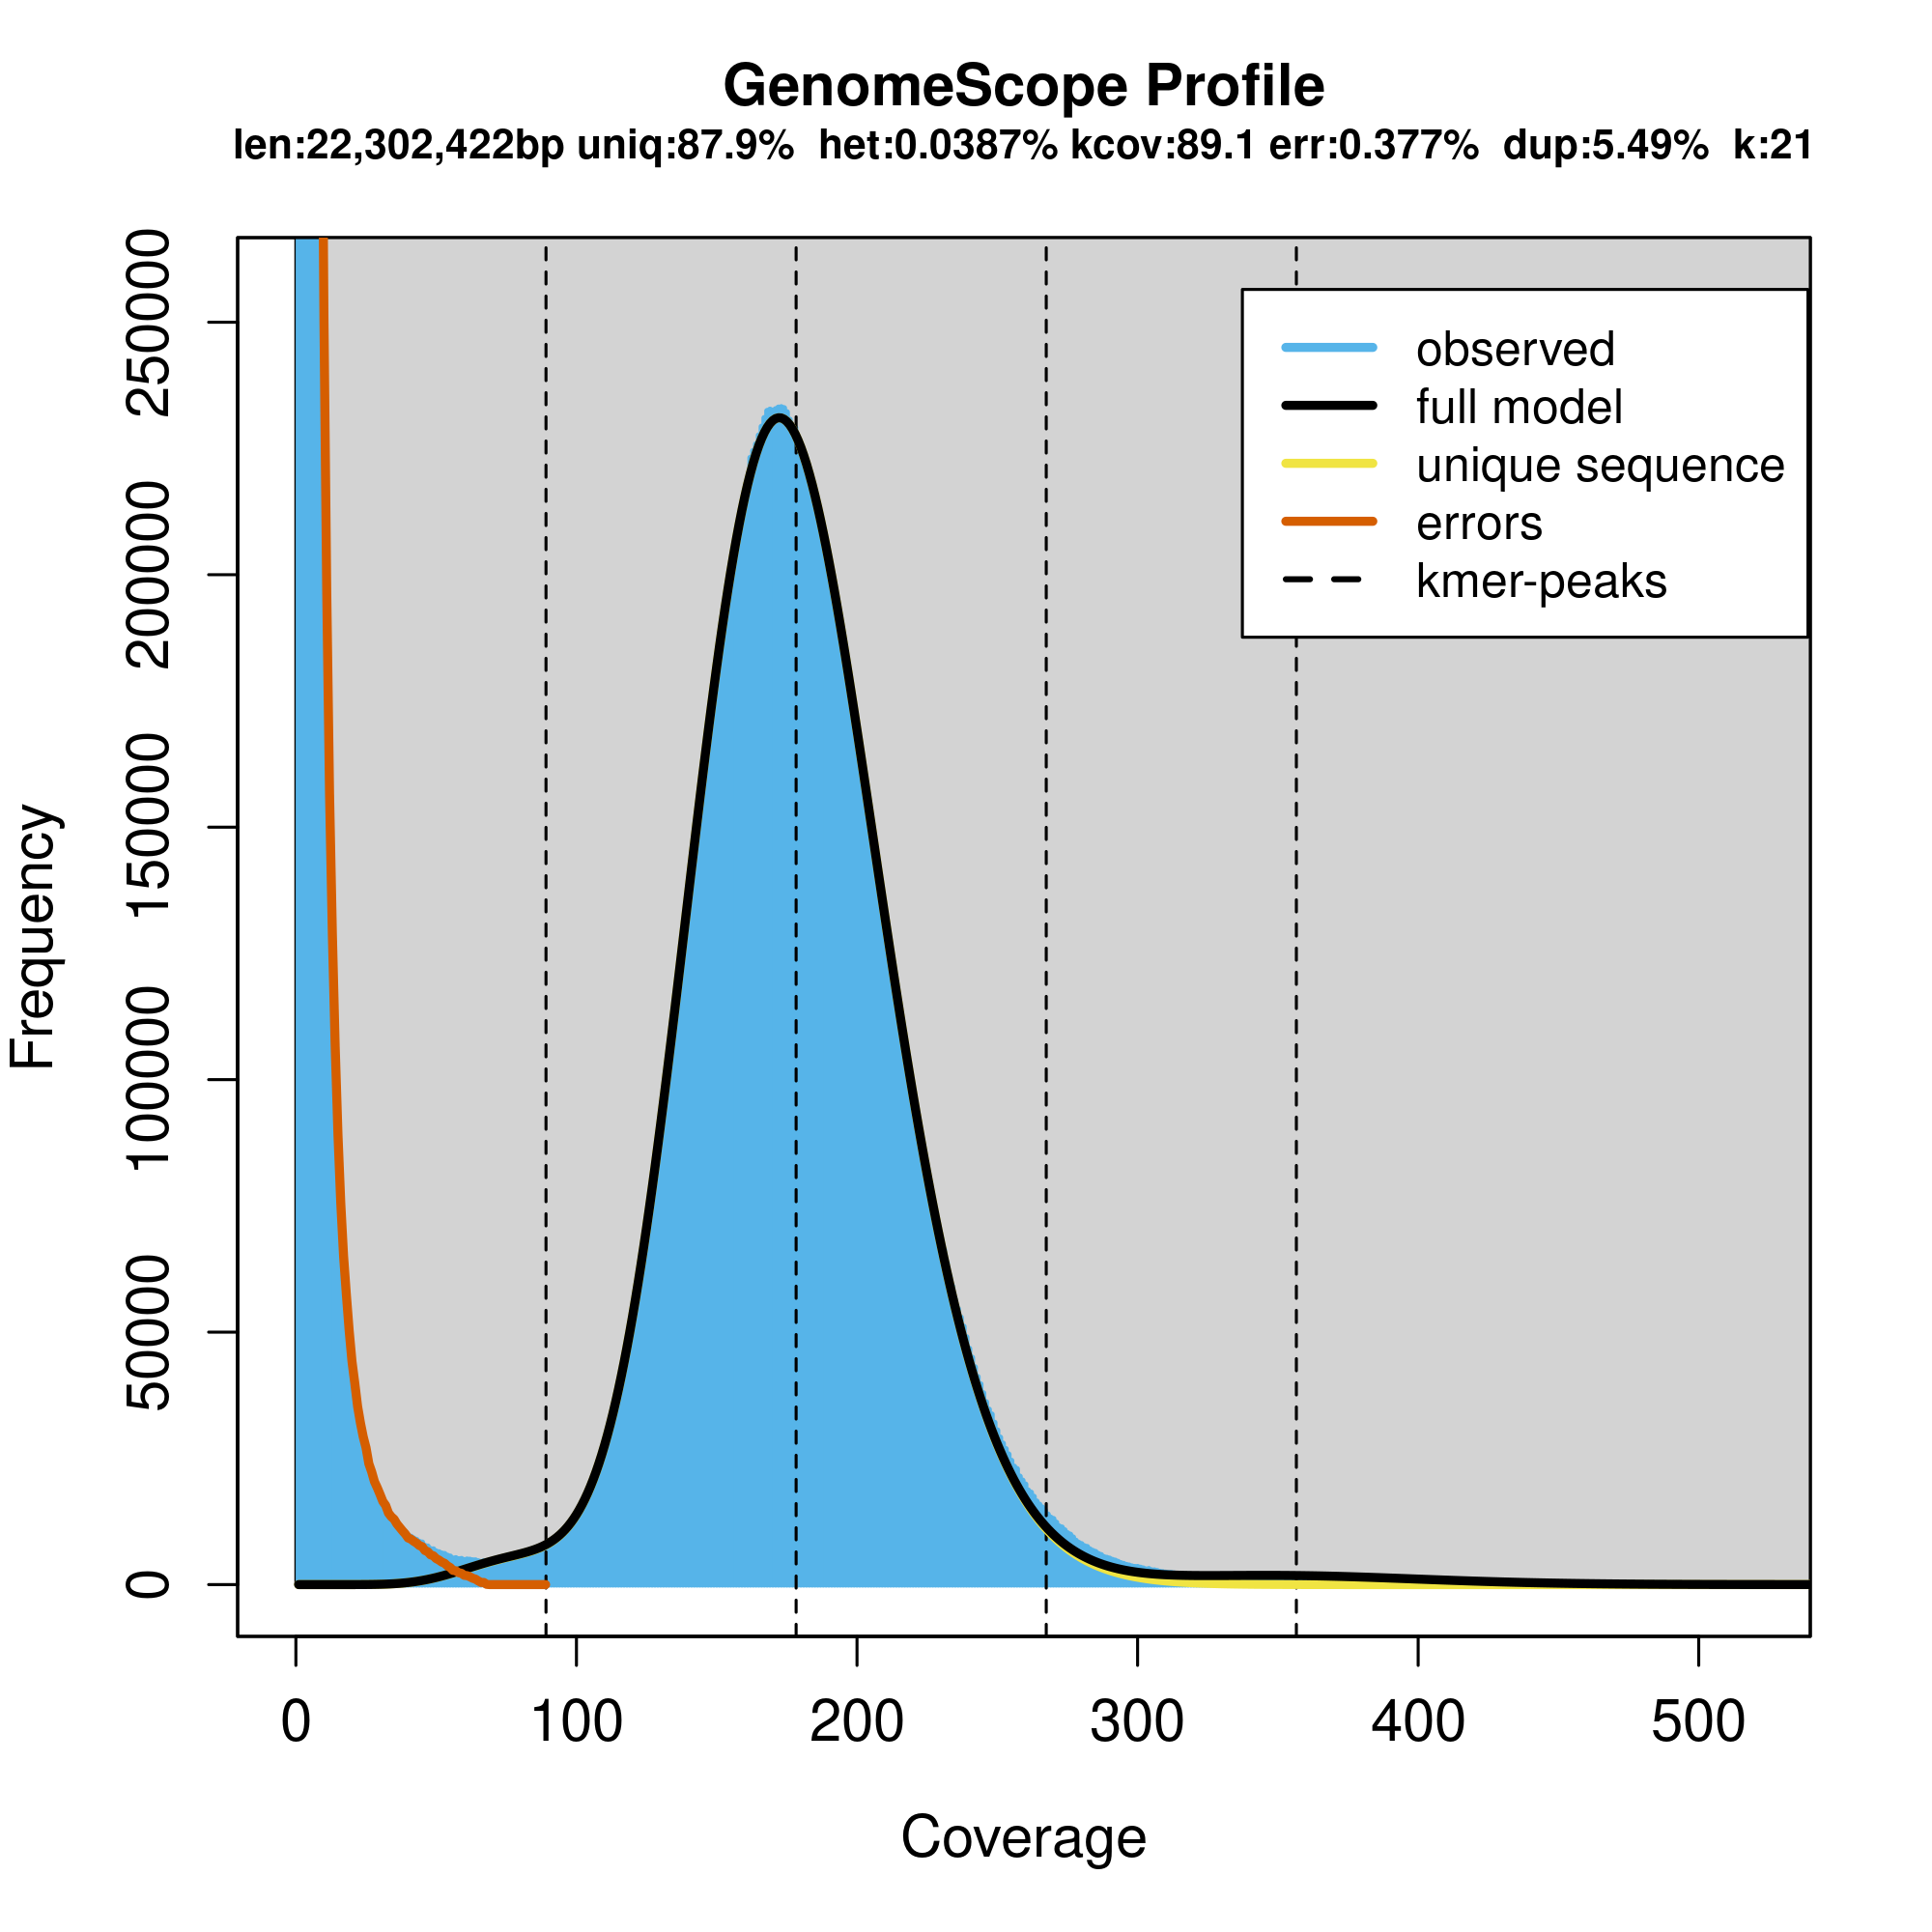 GenomeScope Profile
len:22,302,422bp uniq:87.9% het:0.0387% kcov:89.1 err:0.377% dup:5.49% k:21
observed
full model
unique sequence
errors
kmer-peaks
Frequency
250000
200000
150000
100000
50000
0
0 100 200 300 400 500
Coverage